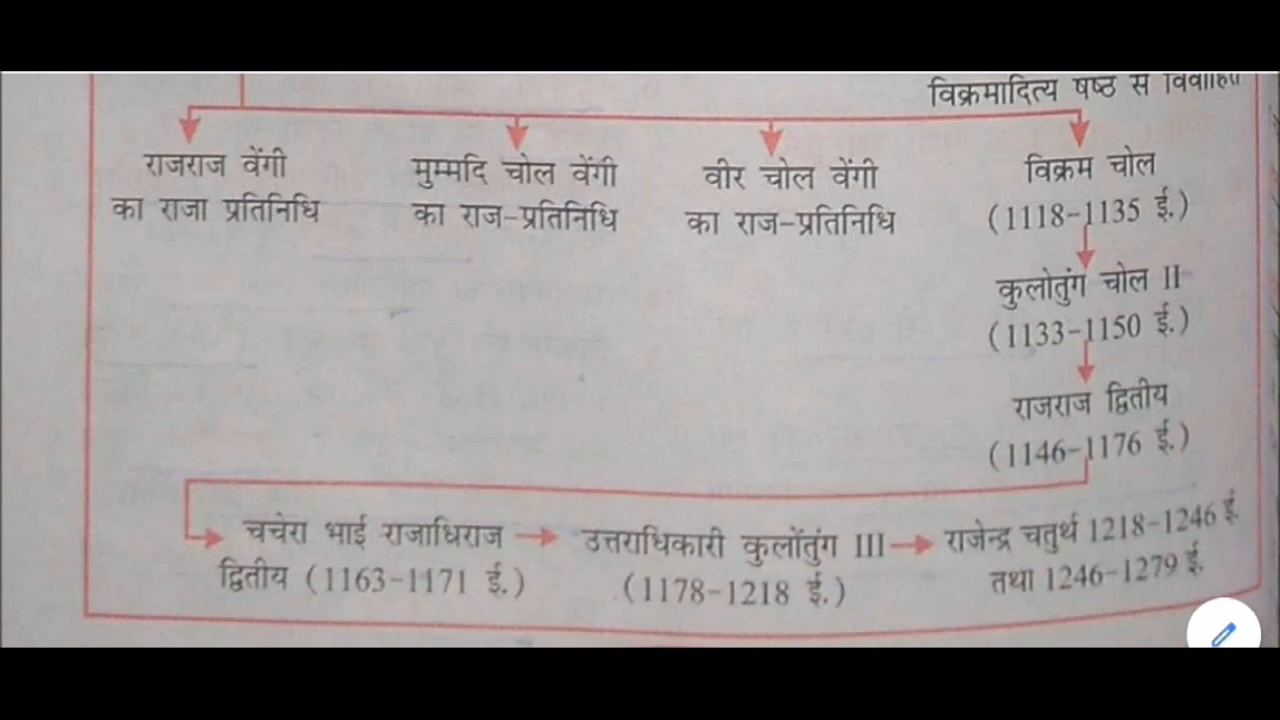 विक्रमादित्य षष्ठ से विवाहित
राजराज वेंगी
का राजा प्रतिनिधि
मुम्मदि चोल वेंगी
का राज-प्रतिनिधि
वीर चोल वेंगी
का राज-प्रतिनिधि
विक्रम चोल
(1118-1135 ई.)
कुलोतुंग चोल II
(1133-1150 ई.)
राजराज द्वितीय
(1146-1176 ई.)
चचेरा भाई राजाधिराज
द्वितीय (1163-1171 ई.)
उत्तराधिकारी कुलोंतुंग III
(1178-1218 ई.)
राजेन्द्र चतुर्थ 1218-1246 ई.
तथा 1246-1279 ई.